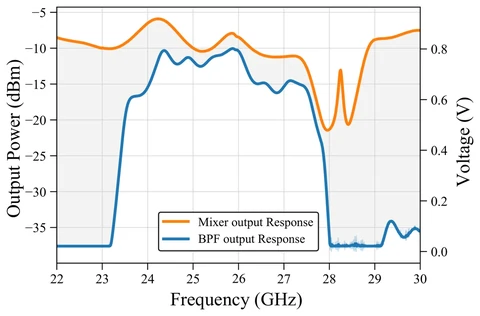 −5
−10
−15
−20
−25
−30
−35
Output Power (dBm)
0.8
0.6
0.4
0.2
0.0
Voltage (V)
Mixer output Response
BPF output Response
22 23 24 25 26 27 28 29 30
Frequency (GHz)